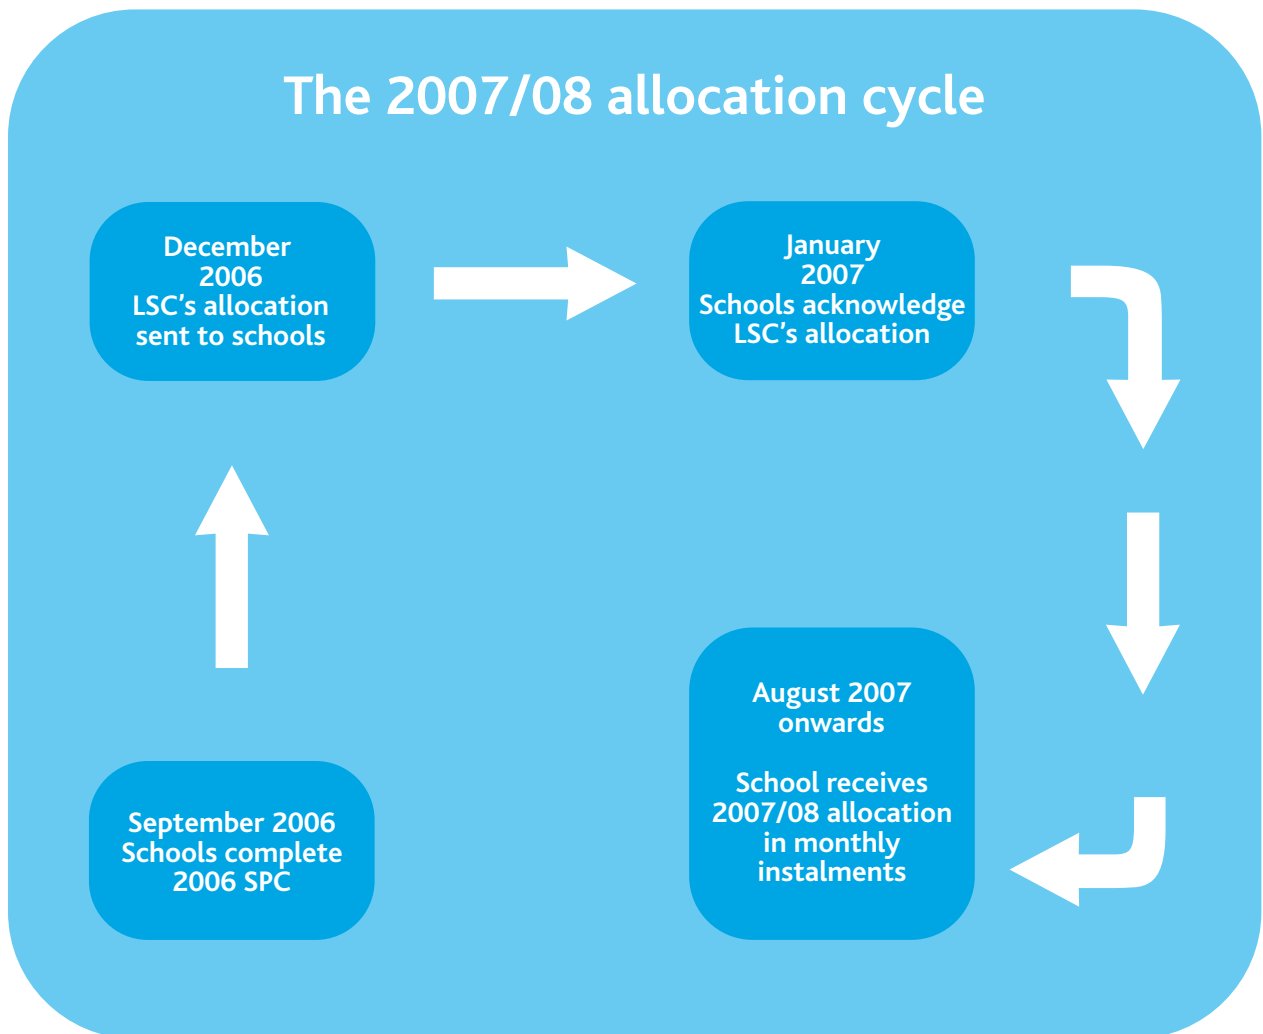 The 2007/08 allocation cycle
December
2006
LSC’s allocation
sent to schools
January
2007
Schools acknowledge
LSC’s allocation
September 2006
Schools complete
2006 SPC
August 2007
onwards
School receives
2007/08 allocation
in monthly
instalments